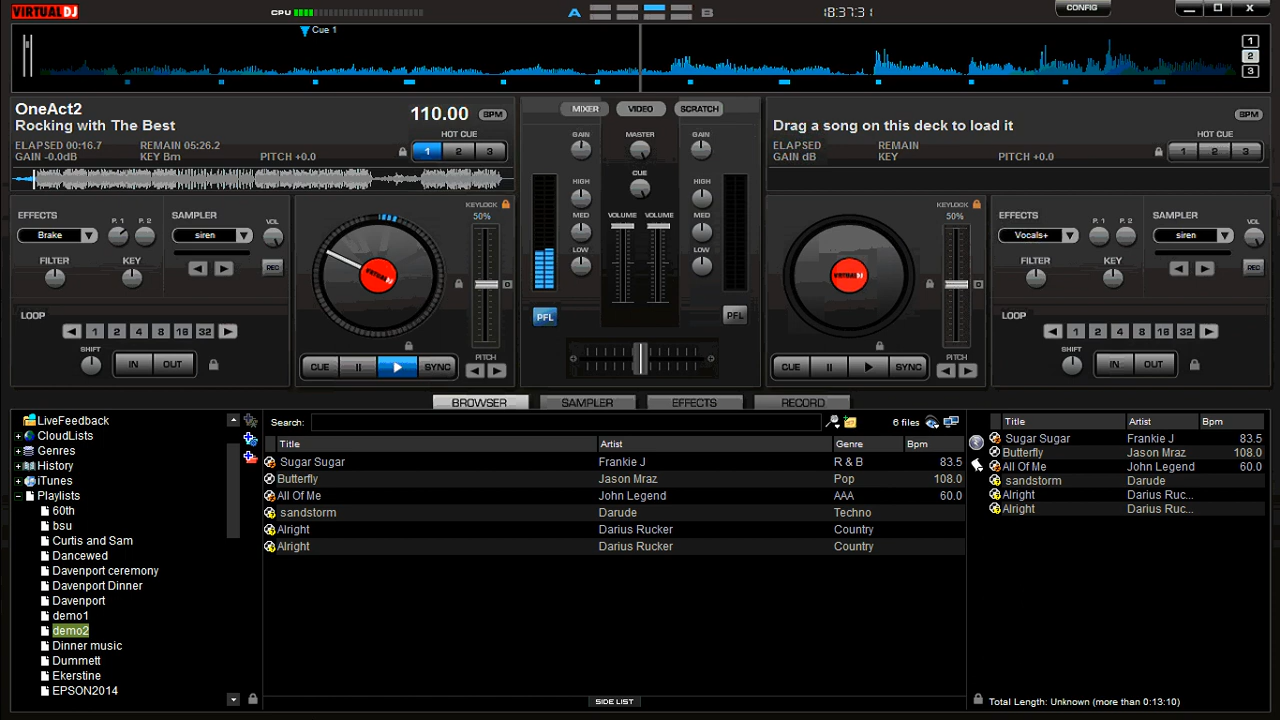 VIRTUAL DJ
CPU
A
B
18:37:31
CONFIG
Cue 1
1
2
3
OneAct2
Rocking with The Best
110.00 BPM
HOT CUE
ELAPSED 00:16.7 REMAIN 05:26.2
GAIN -0.0dB KEY Bm PITCH +0.0
1 2 3
MIXER VIDEO SCRATCH
GAIN MASTER GAIN
CUE
HIGH HIGH
MED VOLUME VOLUME MED
LOW LOW
PFL PFL
Drag a song on this deck to load it
BPM
HOT CUE
ELAPSED REMAIN
GAIN dB KEY PITCH +0.0
1 2 3
EFFECTS P. 1 P. 2 SAMPLER VOL
Brake siren
FILTER KEY REC
LOOP
1 2 4 8 16 32
SHIFT
IN OUT
KEYLOCK
50%
VIRTUAL DJ
PITCH
CUE SYNC
KEYLOCK
50%
VIRTUAL DJ
PITCH
CUE SYNC
EFFECTS P. 1 P. 2 SAMPLER VOL
Vocals+ siren
FILTER KEY REC
LOOP
1 2 4 8 16 32
SHIFT
IN OUT
BROWSER SAMPLER EFFECTS RECORD
LiveFeedback
CloudLists
Genres
History
iTunes
Playlists
60th
bsu
Curtis and Sam
Dancewed
Davenport ceremony
Davenport Dinner
Davenport
demo1
demo2
Dinner music
Dummett
Ekerstine
EPSON2014
Search: 6 files
Title Artist Genre Bpm
Sugar Sugar Frankie J R & B 83.5
Butterfly Jason Mraz Pop 108.0
All Of Me John Legend AAA 60.0
sandstorm Darude Techno
Alright Darius Rucker Country
Alright Darius Rucker Country
SIDE LIST
Title Artist Bpm
Sugar Sugar Frankie J 83.5
Butterfly Jason Mraz 108.0
All Of Me John Legend 60.0
sandstorm Darude
Alright Darius Ruc...
Alright Darius Ruc...
Total Length: Unknown (more than 0:13:10)